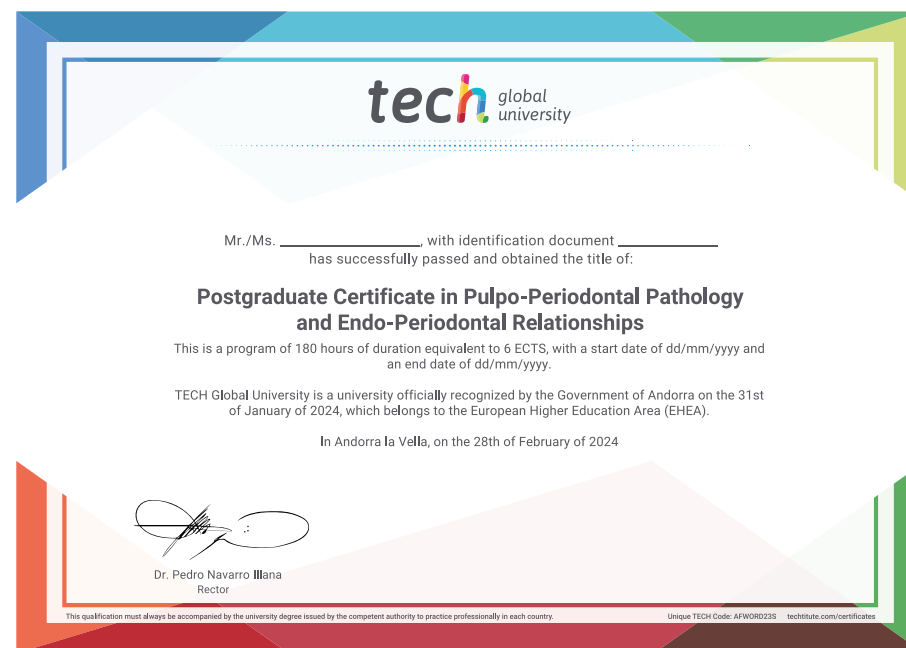 tech global
university
Mr./Ms. ____________, with identification document ____________
has successfully passed and obtained the title of:
Postgraduate Certificate in Pulpo-Periodontal Pathology
and Endo-Periodontal Relationships
This is a program of 180 hours of duration equivalent to 6 ECTS, with a start date of dd/mm/yyyy and
an end date of dd/mm/yyyy.
TECH Global University is a university officially recognized by the Government of Andorra on the 31st
of January of 2024, which belongs to the European Higher Education Area (EHEA).
In Andorra la Vella, on the 28th of February of 2024
Dr. Pedro Navarro Illana
Rector
This qualification must always be accompanied by the university degree issued by the competent authority to practice professionally in each country.
Unique TECH Code: AFWORD23S techtitute.com/certificates